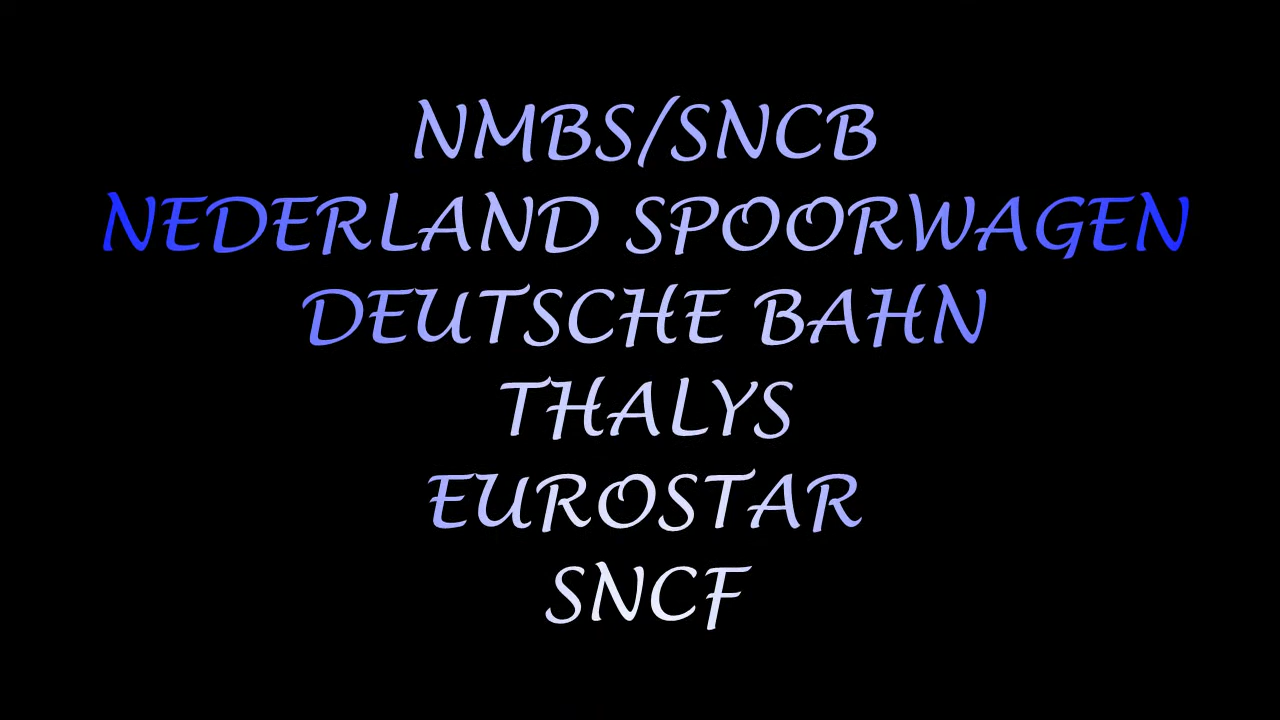 NMBS/SNCB
NEDERLAND SPOORWAGEN
DEUTSCHE BAHN
THALYS
EUROSTAR
SNCF